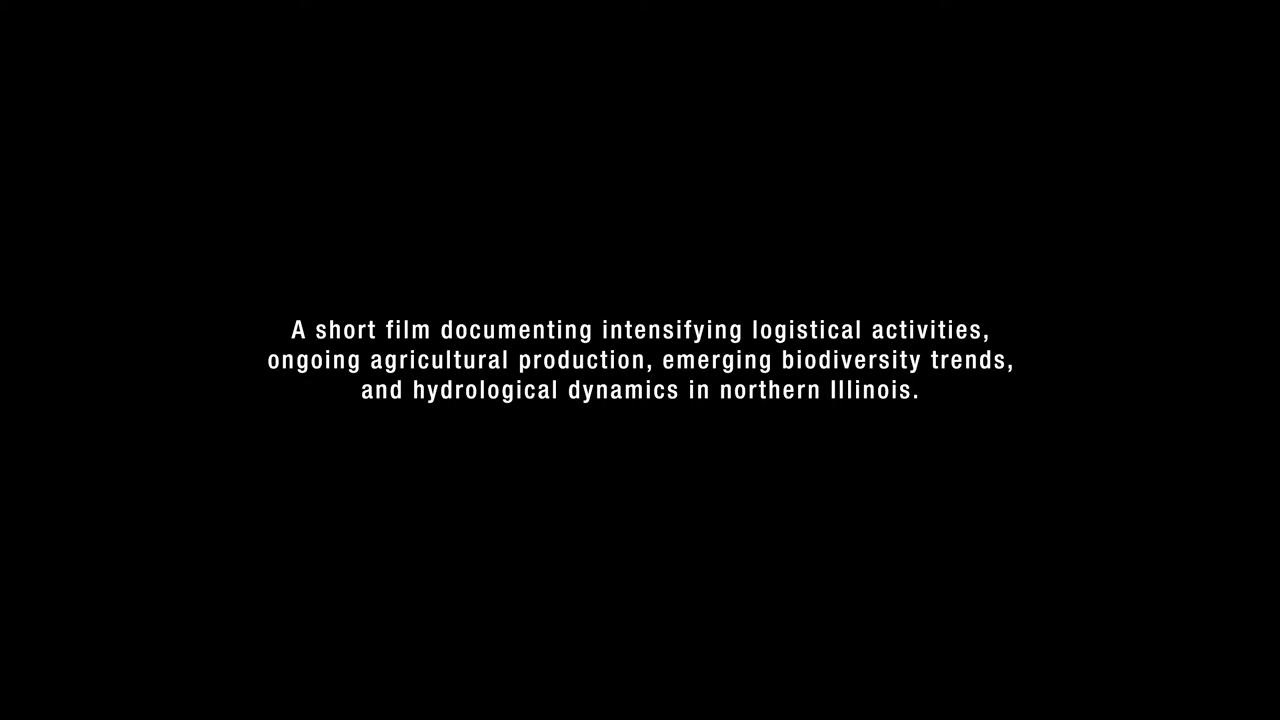 A short film documenting intensifying logistical activities,
ongoing agricultural production, emerging biodiversity trends,
and hydrological dynamics in northern Illinois.